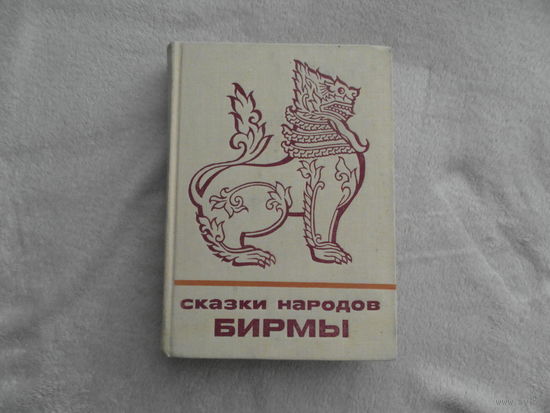 сказки народов
БИРМЫ